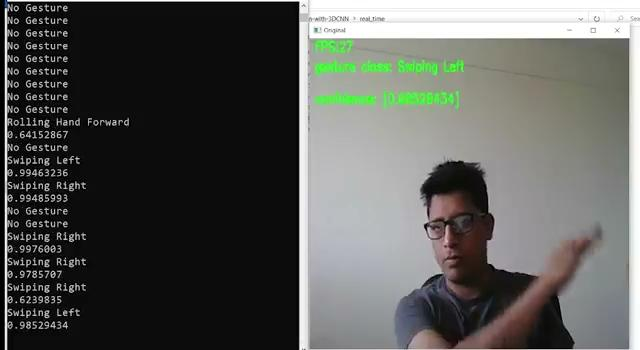 No Gesture
No Gesture
No Gesture
No Gesture
No Gesture
No Gesture
No Gesture
No Gesture
No Gesture
Rolling Hand Forward
0.64152867
No Gesture
Swiping Left
0.99463236
Swiping Right
0.99485993
No Gesture
No Gesture
Swiping Right
0.9976003
Swiping Right
0.9785707
Swiping Right
0.6239835
Swiping Left
0.98529434
n-with-3DCNN > real_time
Original
FPS:27
gesture class: Swiping Left
[0.98529434]